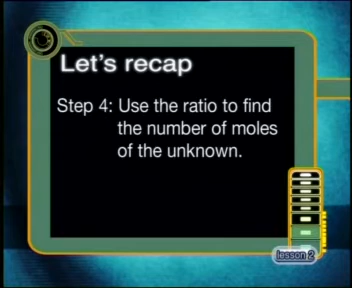 Let's recap
Step 4: Use the ratio to find
the number of moles
of the unknown.
lesson 2